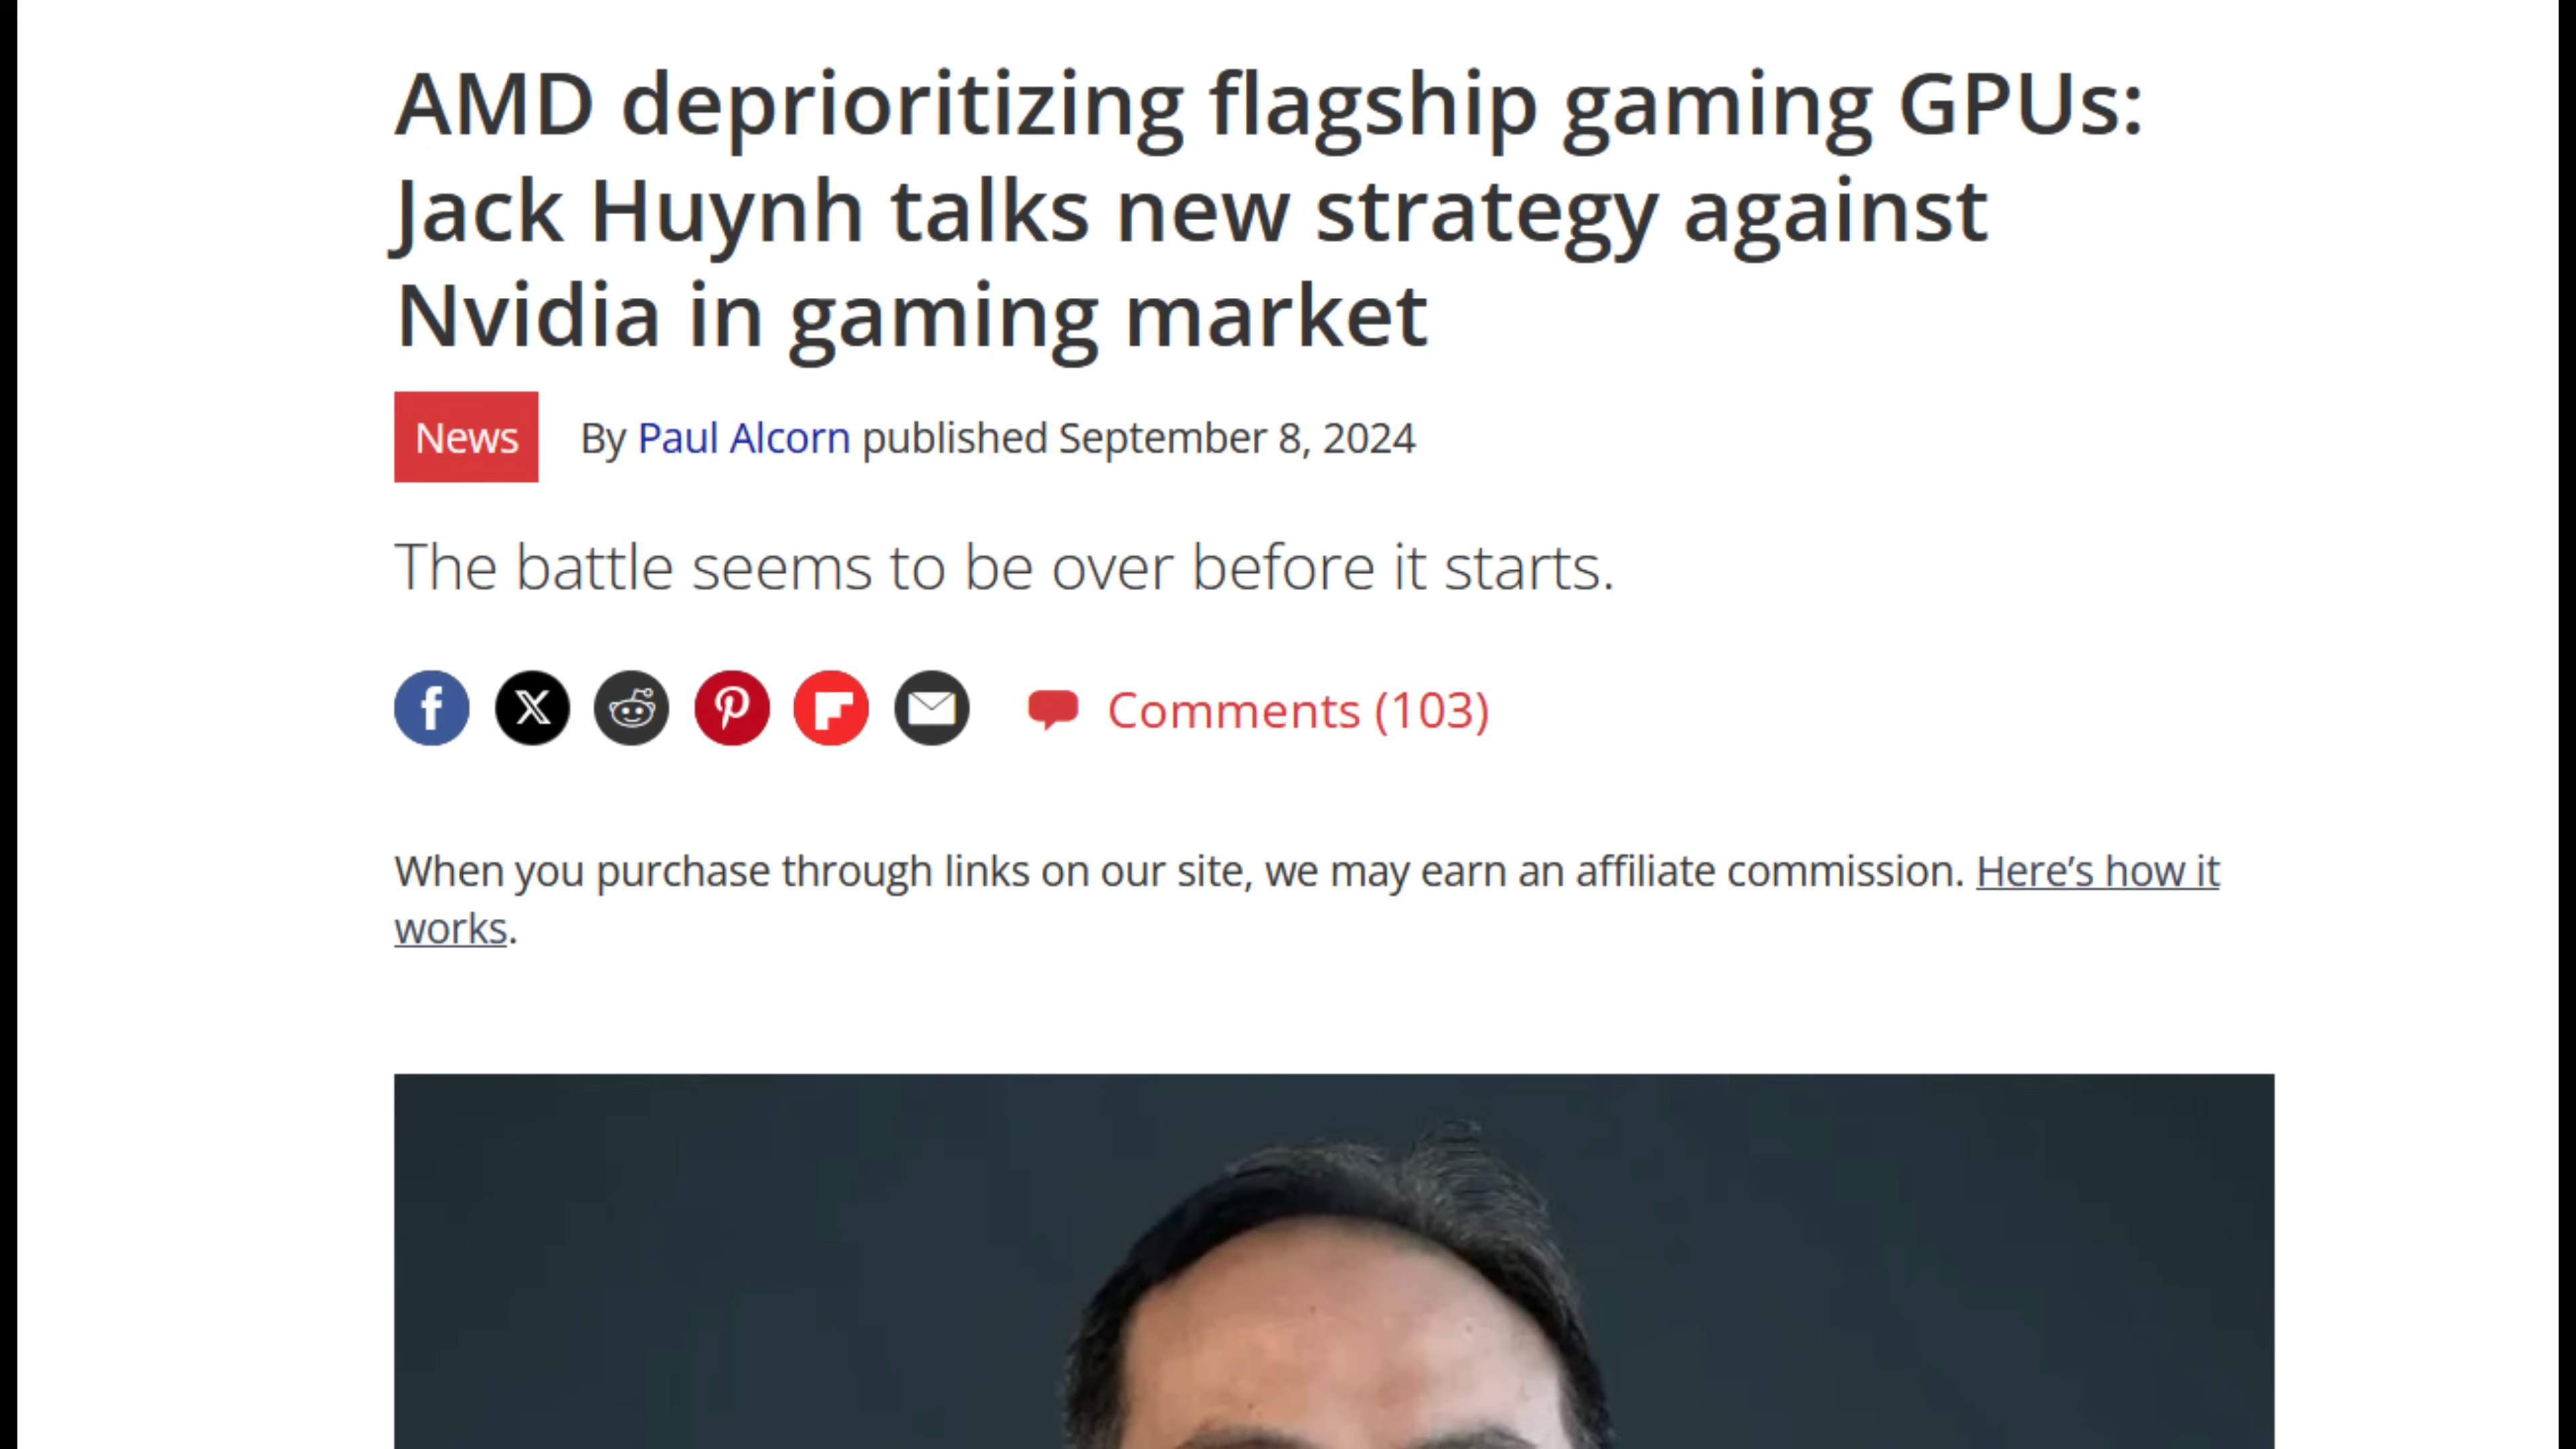 AMD deprioritizing flagship gaming GPUs:
Jack Huynh talks new strategy against
Nvidia in gaming market
News By Paul Alcorn published September 8, 2024
The battle seems to be over before it starts.
Comments (103)
When you purchase through links on our site, we may earn an affiliate commission. Here’s how it
works.